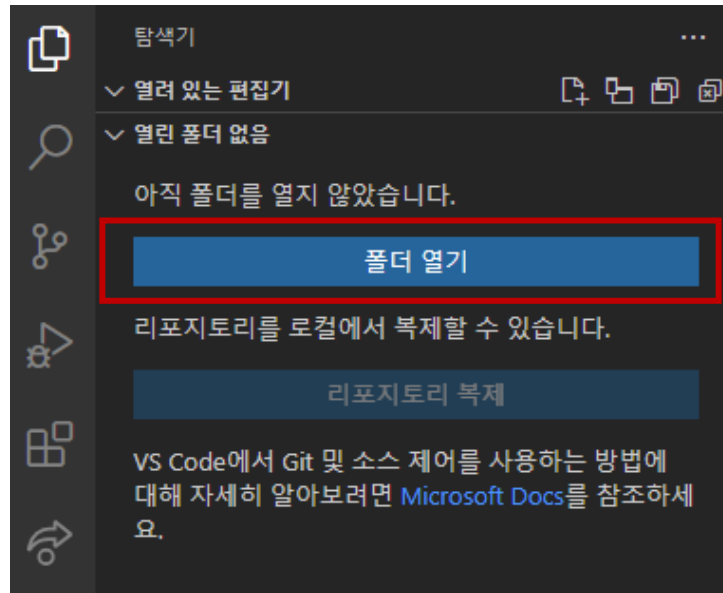 탐색기
열려 있는 편집기
열린 폴더 없음
아직 폴더를 열지 않았습니다.
폴더 열기
리포지토리를 로컬에서 복제할 수 있습니다.
리포지토리 복제
VS Code에서 Git 및 소스 제어를 사용하는 방법에
대해 자세히 알아보려면 Microsoft Docs를 참조하세
요.